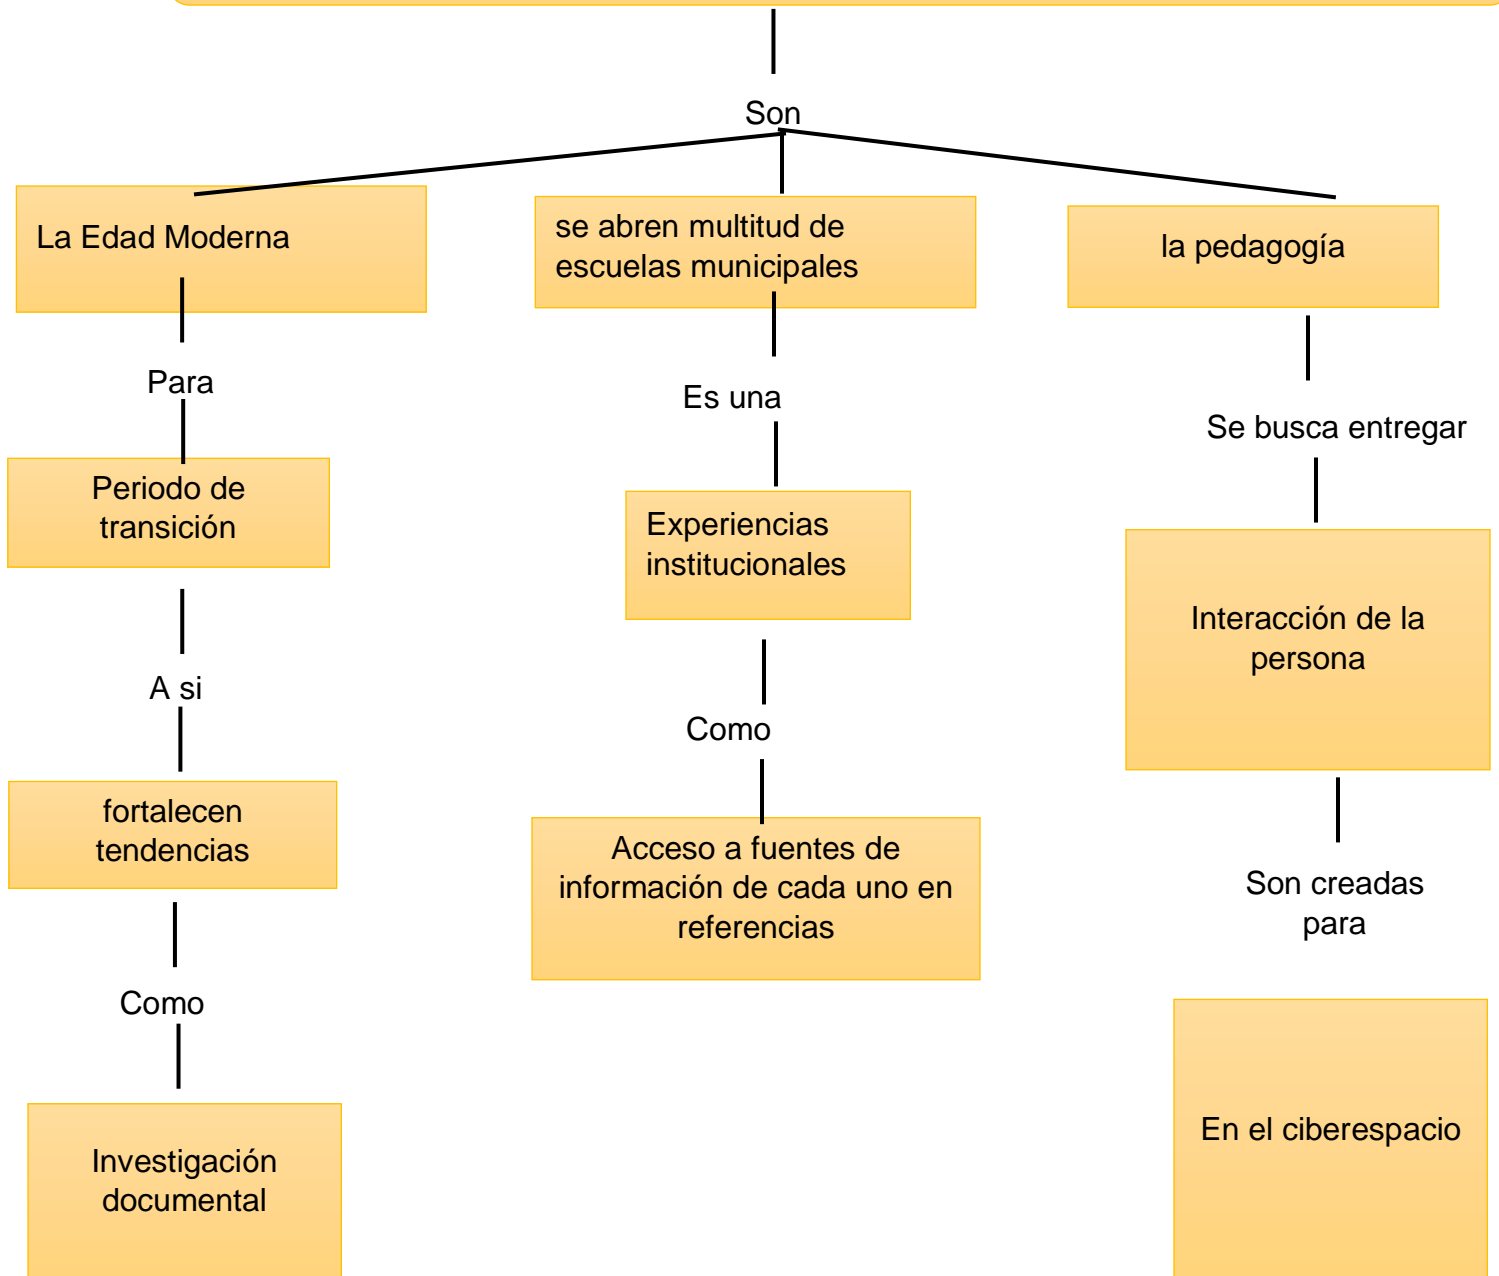 Son
La Edad Moderna
Para
Periodo de
transición
A si
fortalecen
tendencias
Como
Investigación
documental
se abren multitud de
escuelas municipales
Es una
Experiencias
institucionales
Como
Acceso a fuentes de
información de cada uno en
referencias
la pedagogía
Se busca entregar
Interacción de la
persona
Son creadas
para
En el ciberespacio